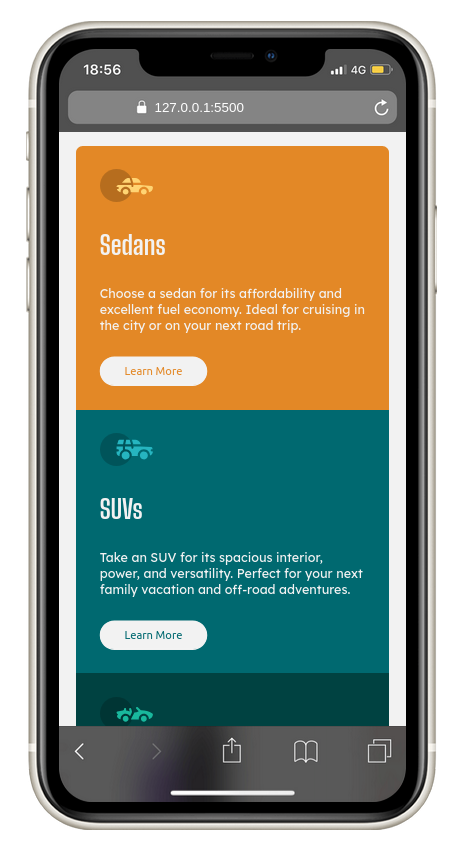 18:56
4G
127.0.0.1:5500
Sedans
Choose a sedan for its affordability and
excellent fuel economy. Ideal for cruising in
the city or on your next road trip.
Learn More
SUVs
Take an SUV for its spacious interior,
power, and versatility. Perfect for your next
family vacation and off-road adventures.
Learn More